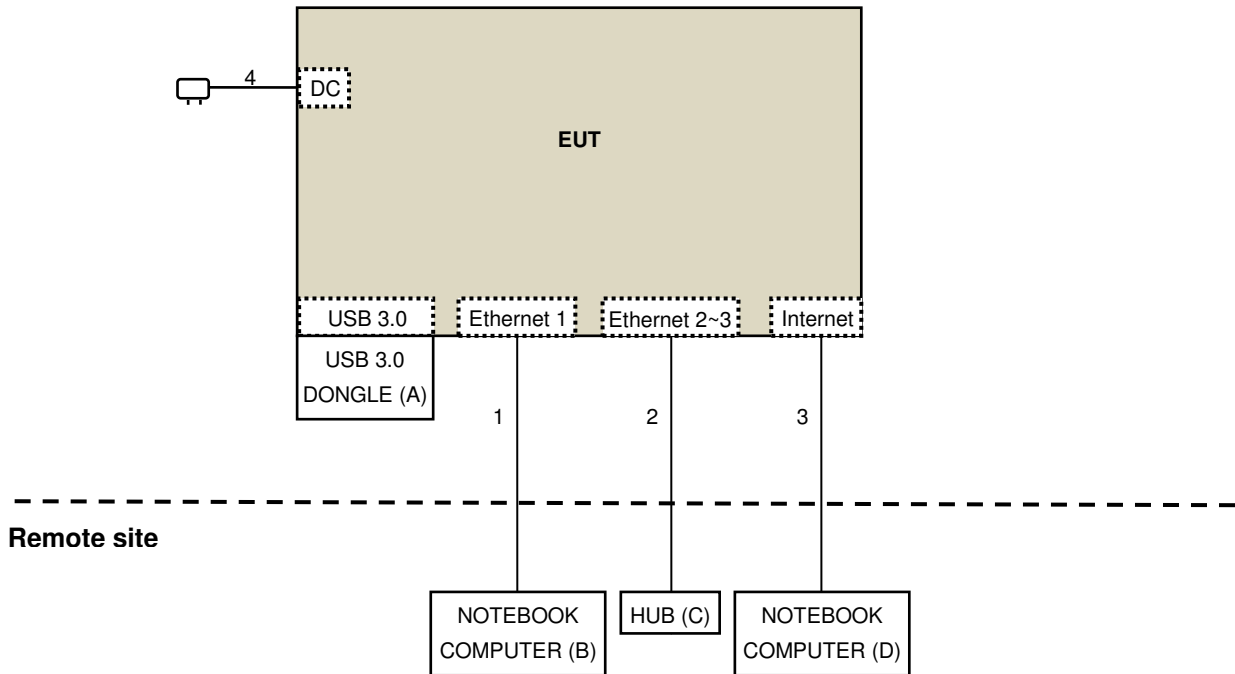 4
DC
EUT
USB 3.0
Ethernet 1
Ethernet 2~3
Internet
USB 3.0
DONGLE (A)
1
2
3
Remote site
NOTEBOOK
COMPUTER (B)
HUB (C)
NOTEBOOK
COMPUTER (D)